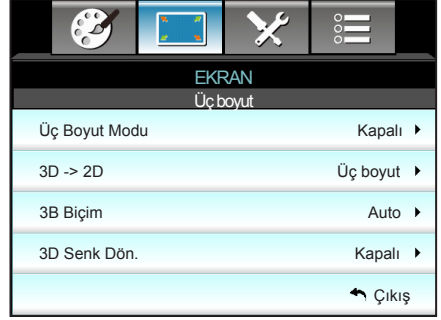 EKRAN
Üç boyut
Üç Boyut Modu Kapalı
3D -> 2D Üç boyut
3B Biçim Auto
3D Senk Dön. Kapalı
Çıkış